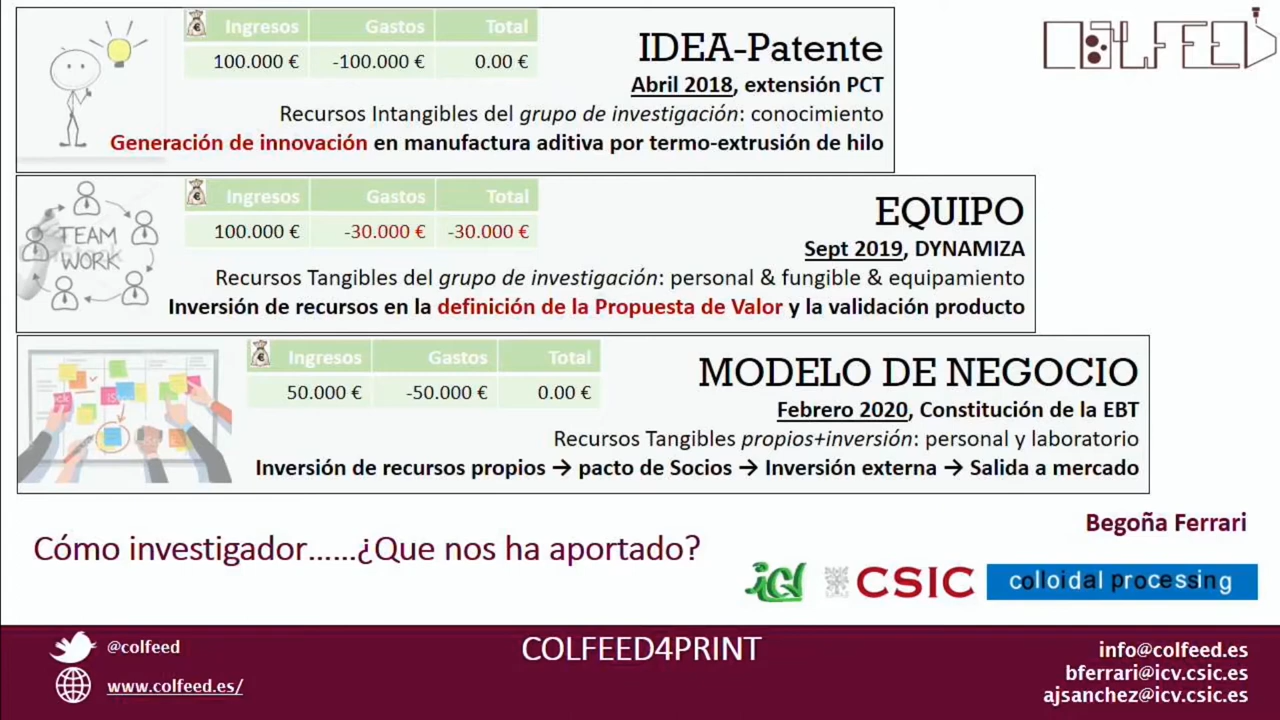 Ingresos Gastos Total
100.000 € -100.000 € 0.00 €
IDEA-Patente
Abril 2018, extensión PCT
Recursos Intangibles del grupo de investigación: conocimiento
Generación de innovación en manufactura aditiva por termo-extrusión de hilo
COLFEED
TEAM
WORK
Ingresos Gastos Total
100.000 € -30.000 € -30.000 €
EQUIPO
Sept 2019, DYNAMIZA
Recursos Tangibles del grupo de investigación: personal & fungible & equipamiento
Inversión de recursos en la definición de la Propuesta de Valor y la validación producto
Ingresos Gastos Total
50.000 € -50.000 € 0.00 €
MODELO DE NEGOCIO
Febrero 2020, Constitución de la EBT
Recursos Tangibles propios+inversión: personal y laboratorio
Inversión de recursos propios → pacto de Socios → Inversión externa → Salida a mercado
Begoña Ferrari
Cómo investigador......¿Que nos ha aportado?
icv CSIC colloidal processing
@colfeed
www.colfeed.es/
COLFEED4PRINT
info@colfeed.es
bferrari@icv.csic.es
ajsanchez@icv.csic.es